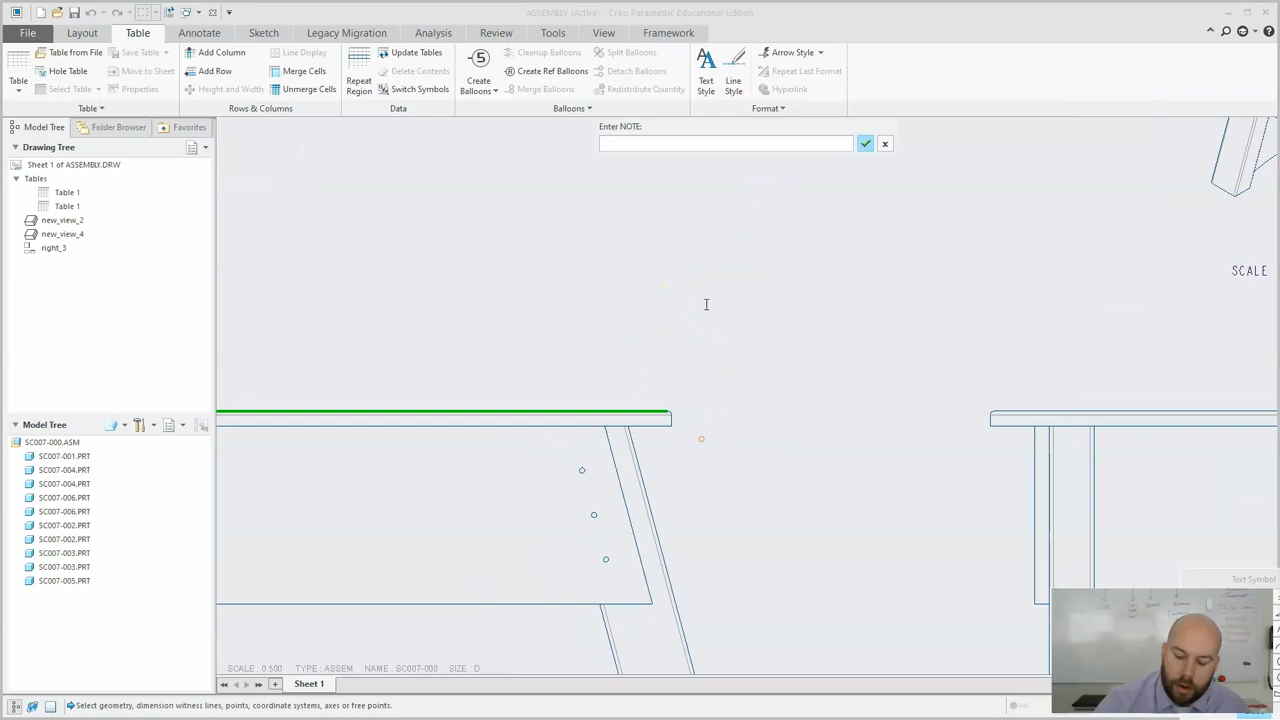 ASSEMBLY (Active) - Creo Parametric Educational Edition
File Layout Table Annotate Sketch Legacy Migration Analysis Review Tools View Framework
Table
Table from File
Hole Table
Select Table
Save Table
Move to Sheet
Properties
Table
Add Column
Add Row
Height and Width
Line Display
Merge Cells
Unmerge Cells
Rows & Columns
Repeat
Region
Update Tables
Delete Contents
Switch Symbols
Data
5
Create
Balloons
Cleanup Balloons
Create Ref Balloons
Merge Balloons
Split Balloons
Detach Balloons
Redistribute Quantity
Balloons
A
Text
Style
Line
Style
Arrow Style
Repeat Last Format
Hyperlink
Format
Model Tree Folder Browser Favorites
Drawing Tree
Sheet 1 of ASSEMBLY.DRW
Tables
Table 1
Table 1
new_view_2
new_view_4
right_3
Model Tree
SC007-000.ASM
SC007-001.PRT
SC007-004.PRT
SC007-004.PRT
SC007-006.PRT
SC007-006.PRT
SC007-002.PRT
SC007-002.PRT
SC007-003.PRT
SC007-003.PRT
SC007-005.PRT
Enter NOTE:
SCALE
Text Symbol
SCALE : 0.500 TYPE : ASSEM NAME : SC007-000 SIZE : D
Sheet 1
Select geometry, dimension witness lines, points, coordinate systems, axes or free points.